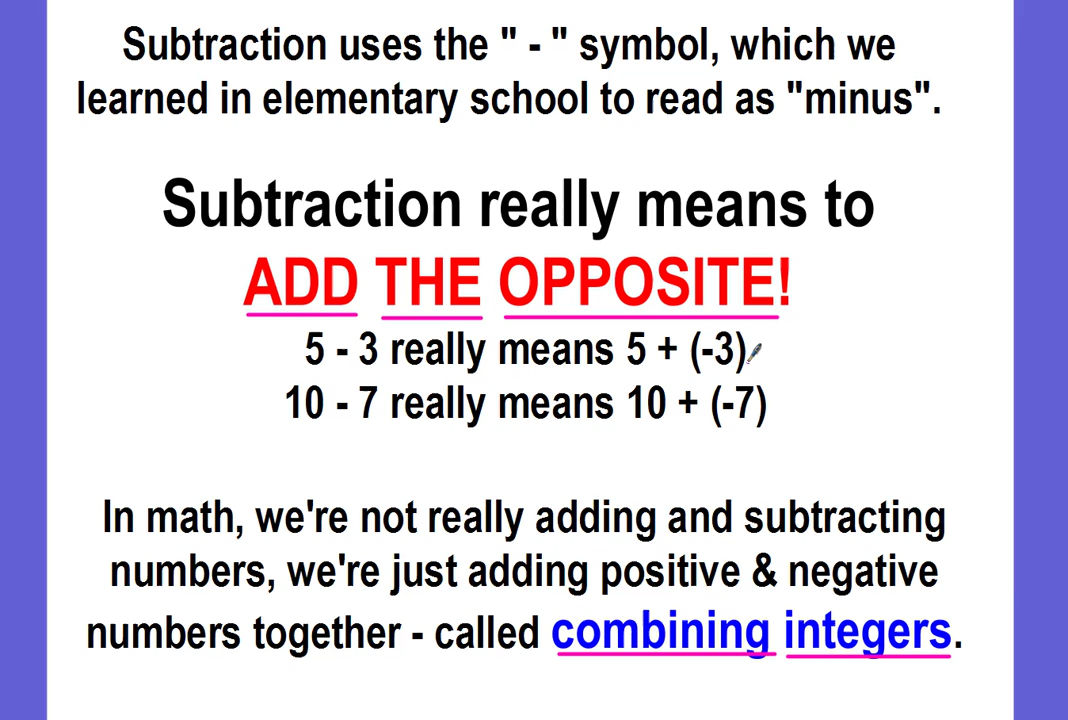 Subtraction uses the " - " symbol, which we
learned in elementary school to read as "minus".
Subtraction really means to
ADD THE OPPOSITE!
5 - 3 really means 5 + (-3)
10 - 7 really means 10 + (-7)
In math, we're not really adding and subtracting
numbers, we're just adding positive & negative
numbers together - called combining integers.